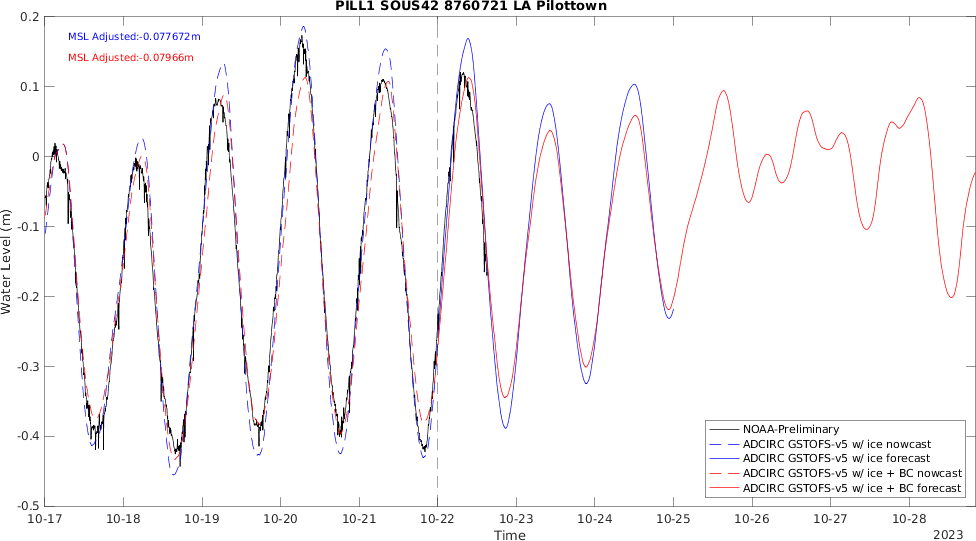 PILL1 SOUS42 8760721 LA Pilottown
MSL Adjusted:-0.077672m
MSL Adjusted:-0.07966m
0.2
0.1
0
-0.1
-0.2
-0.3
-0.4
-0.5
Water Level (m)
NOAA-Preliminary
ADCIRC GSTOFS-v5 w/ ice nowcast
ADCIRC GSTOFS-v5 w/ ice forecast
ADCIRC GSTOFS-v5 w/ ice + BC nowcast
ADCIRC GSTOFS-v5 w/ ice + BC forecast
10-17 10-18 10-19 10-20 10-21 10-22 10-23 10-24 10-25 10-26 10-27 10-28
Time
2023